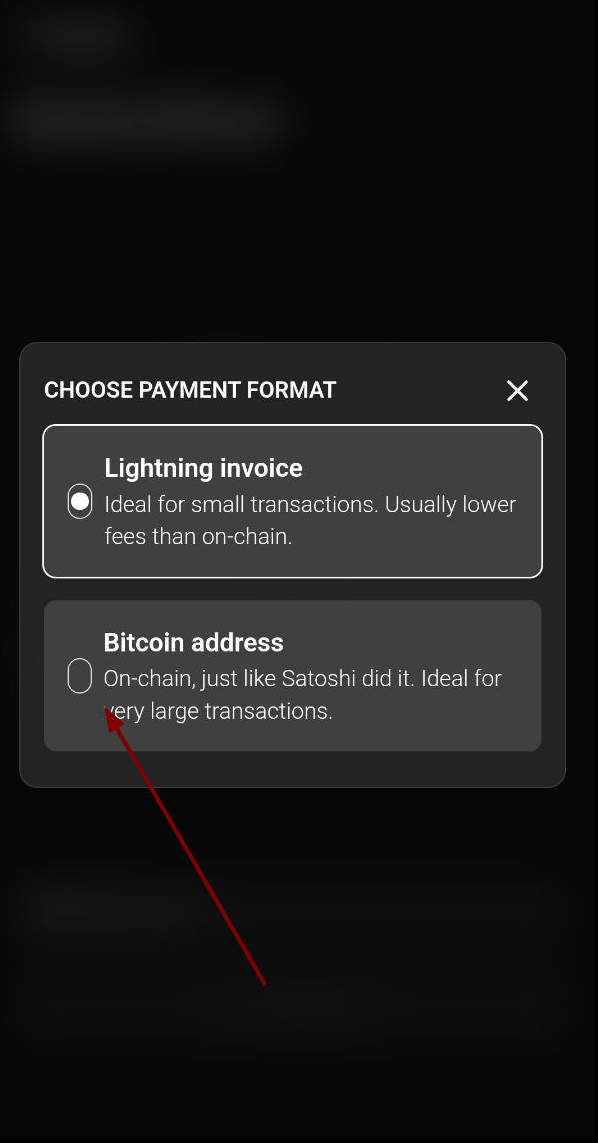 CHOOSE PAYMENT FORMAT
Lightning invoice
Ideal for small transactions. Usually lower
fees than on-chain.
Bitcoin address
On-chain, just like Satoshi did it. Ideal for
very large transactions.